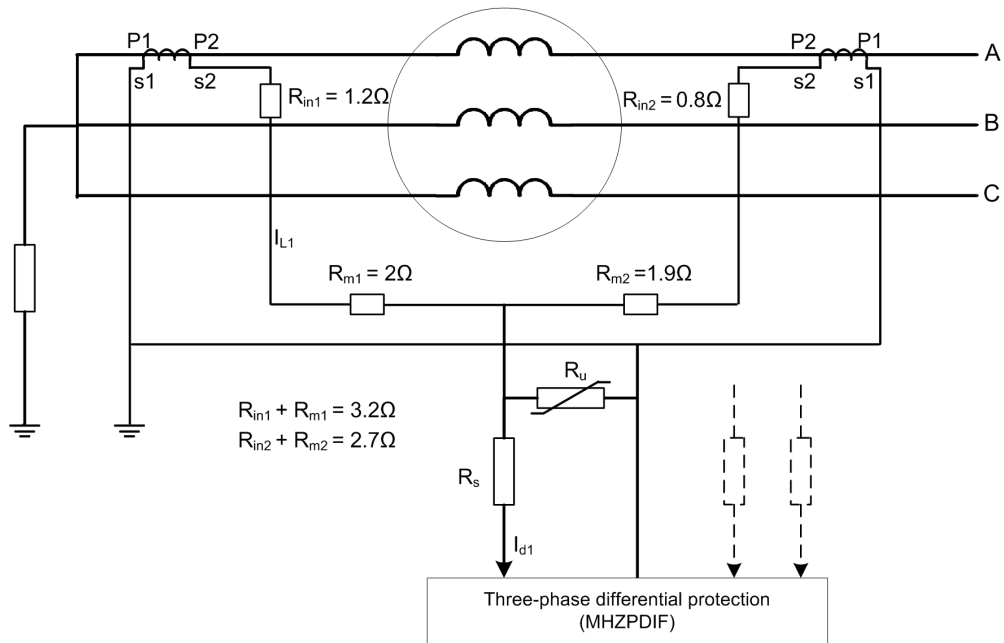 P1 P2
s1 s2
P2 P1
s2 s1
A
Rin1 = 1.2Ω
Rin2 = 0.8Ω
B
C
IL1
Rm1 = 2Ω
Rm2 = 1.9Ω
Ru
Rin1 + Rm1 = 3.2Ω
Rin2 + Rm2 = 2.7Ω
Rs
Id1
Three-phase differential protection
(MHZPDIF)